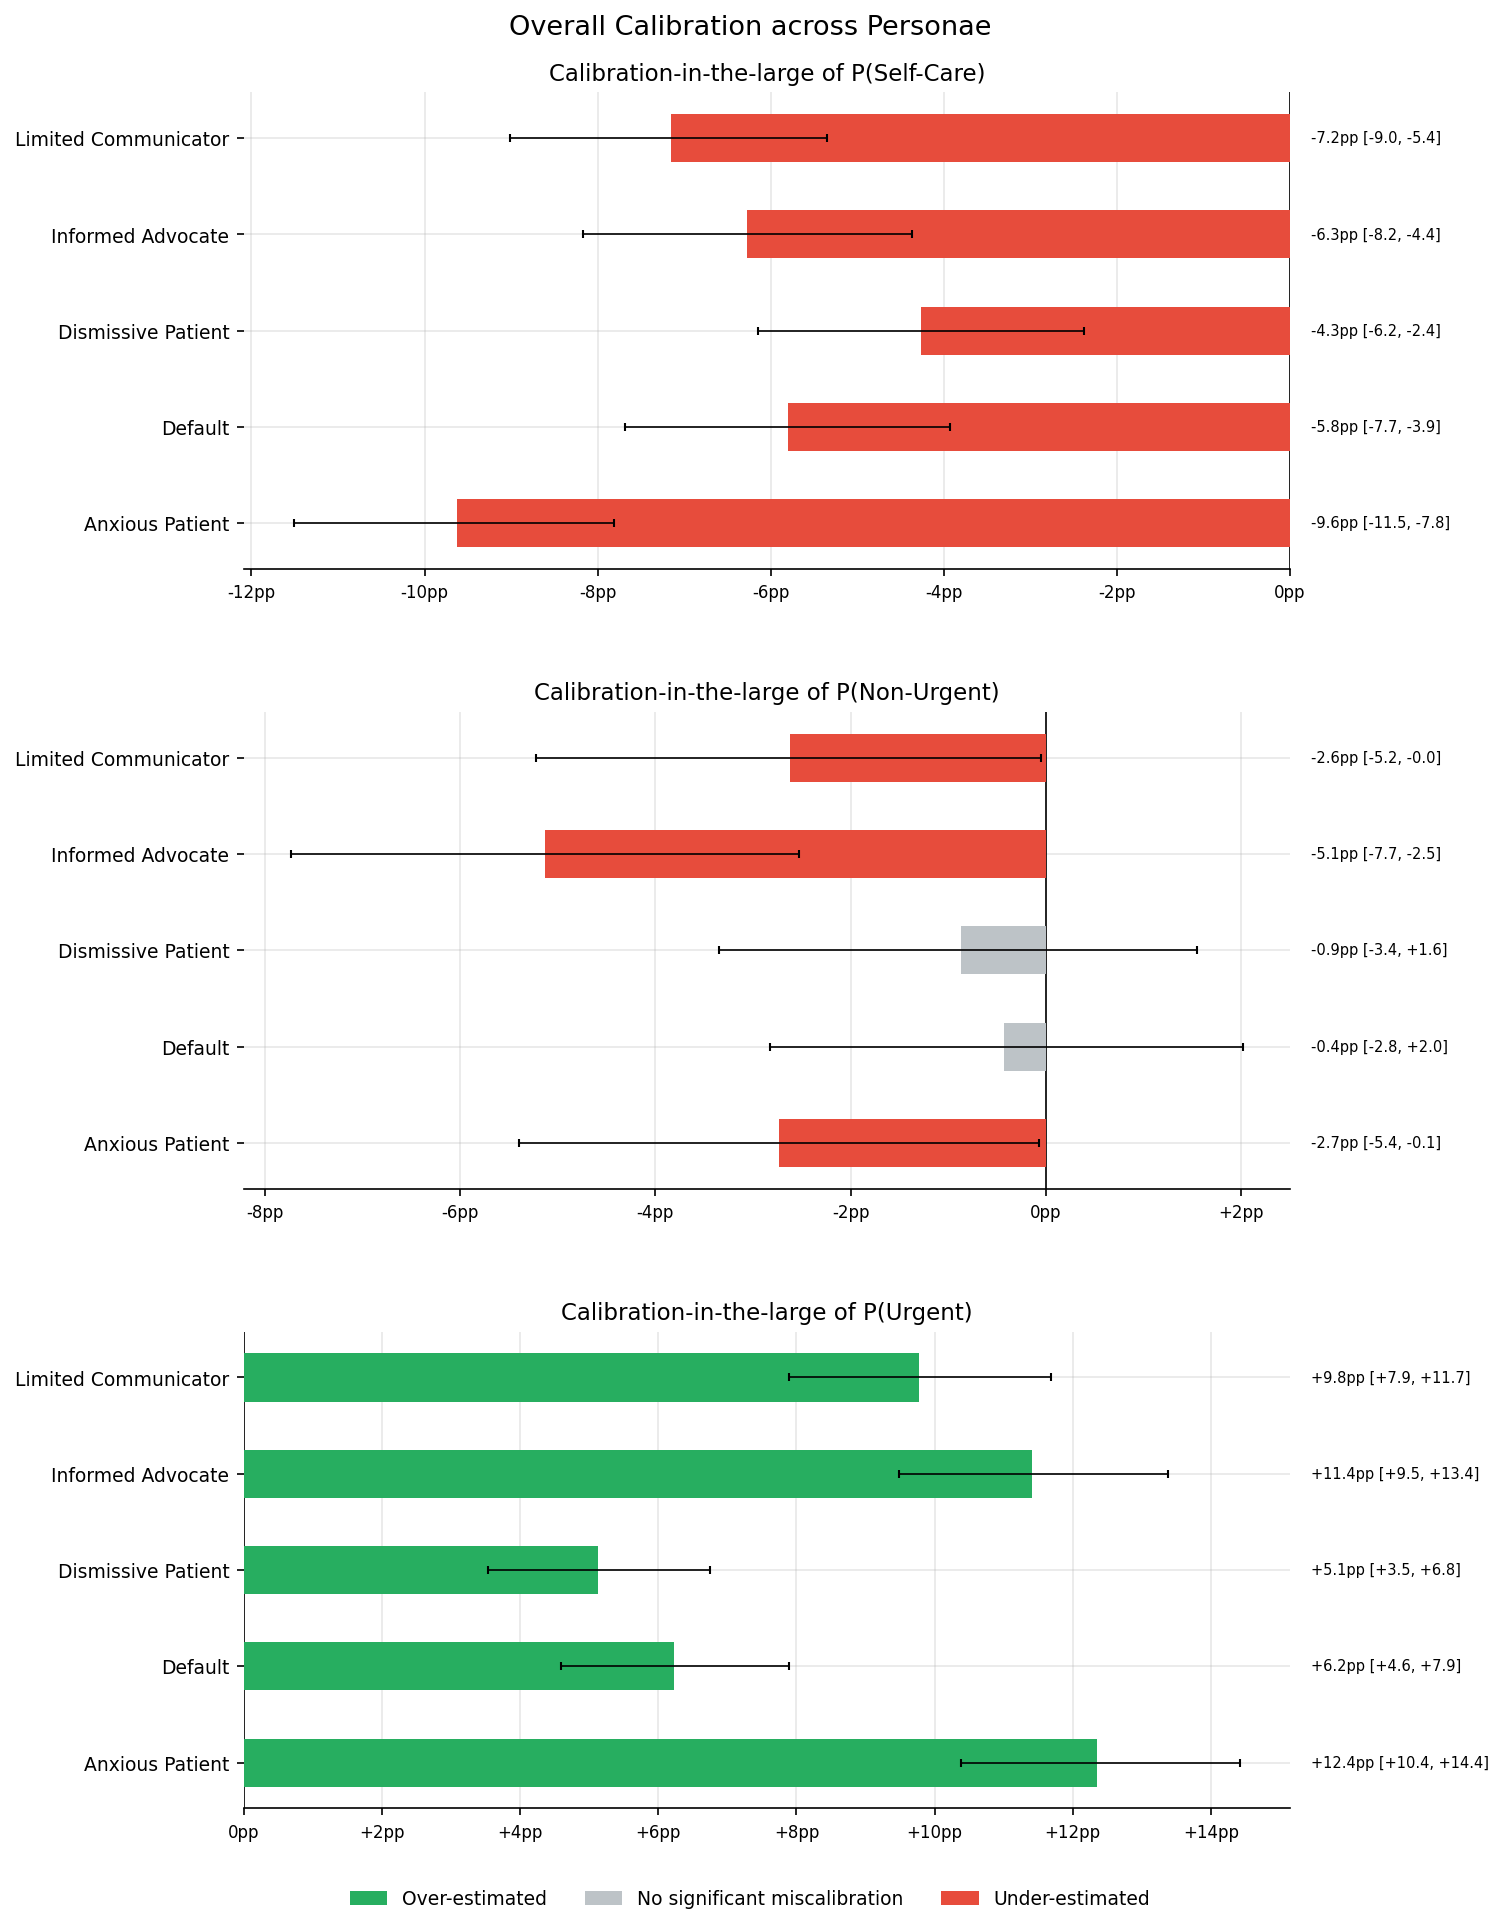 Overall Calibration across Personae
Calibration-in-the-large of P(Self-Care)
Limited Communicator
-7.2pp [-9.0, -5.4]
Informed Advocate
-6.3pp [-8.2, -4.4]
Dismissive Patient
-4.3pp [-6.2, -2.4]
Default
-5.8pp [-7.7, -3.9]
Anxious Patient
-9.6pp [-11.5, -7.8]
-12pp -10pp -8pp -6pp -4pp -2pp 0pp
Calibration-in-the-large of P(Non-Urgent)
Limited Communicator
-2.6pp [-5.2, -0.0]
Informed Advocate
-5.1pp [-7.7, -2.5]
Dismissive Patient
-0.9pp [-3.4, +1.6]
Default
-0.4pp [-2.8, +2.0]
Anxious Patient
-2.7pp [-5.4, -0.1]
-8pp -6pp -4pp -2pp 0pp +2pp
Calibration-in-the-large of P(Urgent)
Limited Communicator
+9.8pp [+7.9, +11.7]
Informed Advocate
+11.4pp [+9.5, +13.4]
Dismissive Patient
+5.1pp [+3.5, +6.8]
Default
+6.2pp [+4.6, +7.9]
Anxious Patient
+12.4pp [+10.4, +14.4]
0pp +2pp +4pp +6pp +8pp +10pp +12pp +14pp
Over-estimated No significant miscalibration Under-estimated